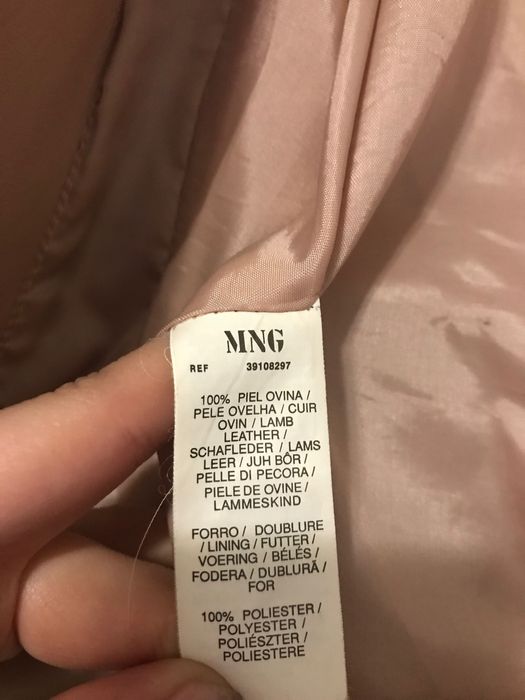 MNG
REF 39108297
100% PIEL OVINA /
PELE OVELHA / CUIR
OVIN / LAMB
LEATHER /
SCHAFLEDER / LAMS
LEER / JUH BŐR /
PELLE DI PECORA /
PIELE DE OVINE /
LAMMESKIND
FORRO / DOUBLURE
/ LINING / FUTTER /
VOERING / BÉLÉS /
FODERA / DUBLURĂ /
FOR
100% POLIESTER /
POLYESTER /
POLIÉSZTER /
POLIESTERE